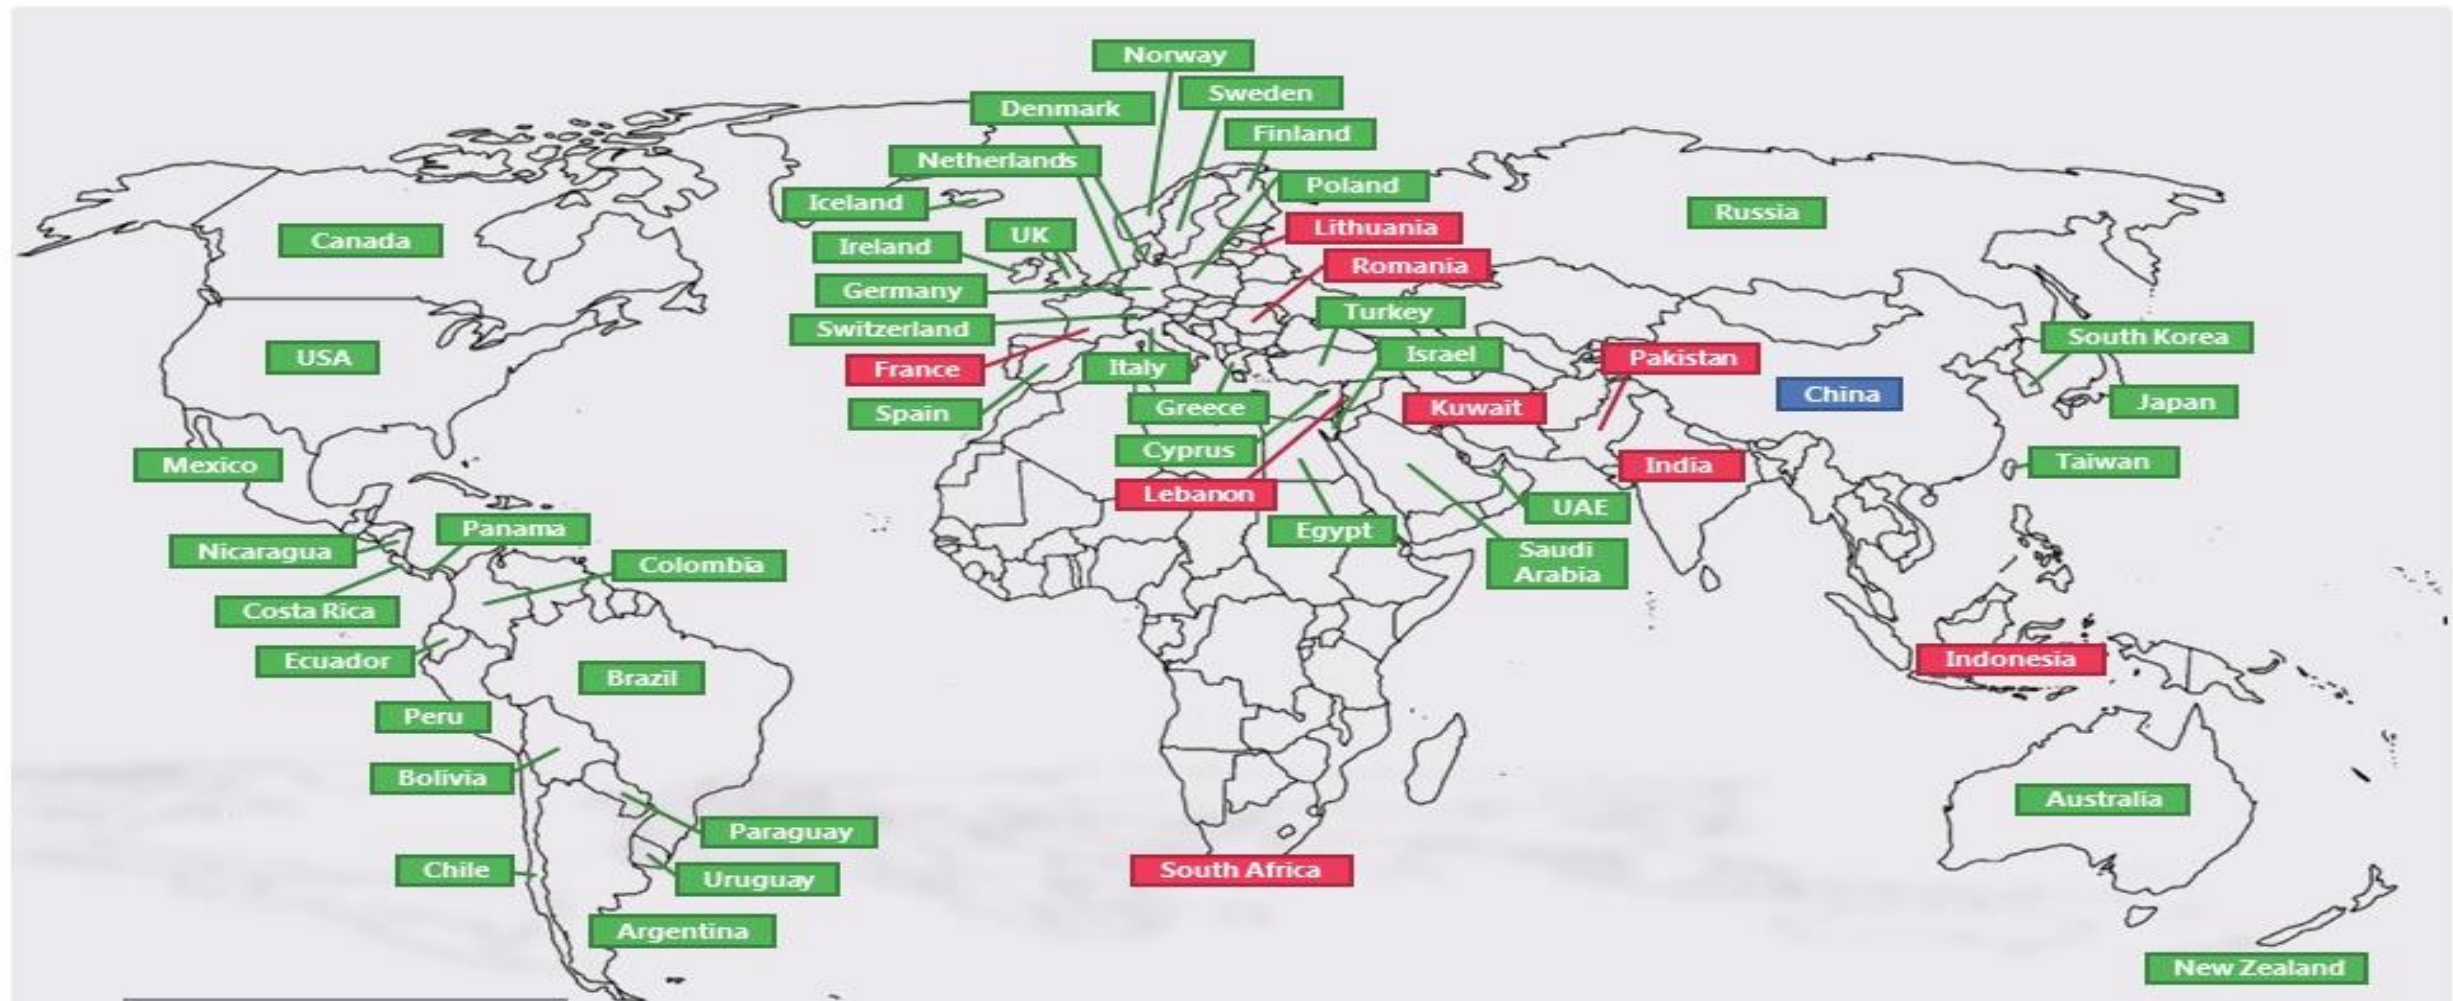 Norway
Sweden
Denmark
Finland
Netherlands
Poland
Iceland
Russia
Lithuania
UK
Canada
Ireland
Romania
Germany
Turkey
Switzerland
South Korea
USA
Israel
Pakistan
France
Italy
China
Japan
Kuwait
Greece
Spain
Cyprus
Taiwan
Mexico
India
Lebanon
UAE
Panama
Egypt
Nicaragua
Saudi
Arabia
Colombia
Costa Rica
Ecuador
Indonesia
Brazil
Peru
Bolivia
Australia
Paraguay
Chile
South Africa
Uruguay
Argentina
New Zealand